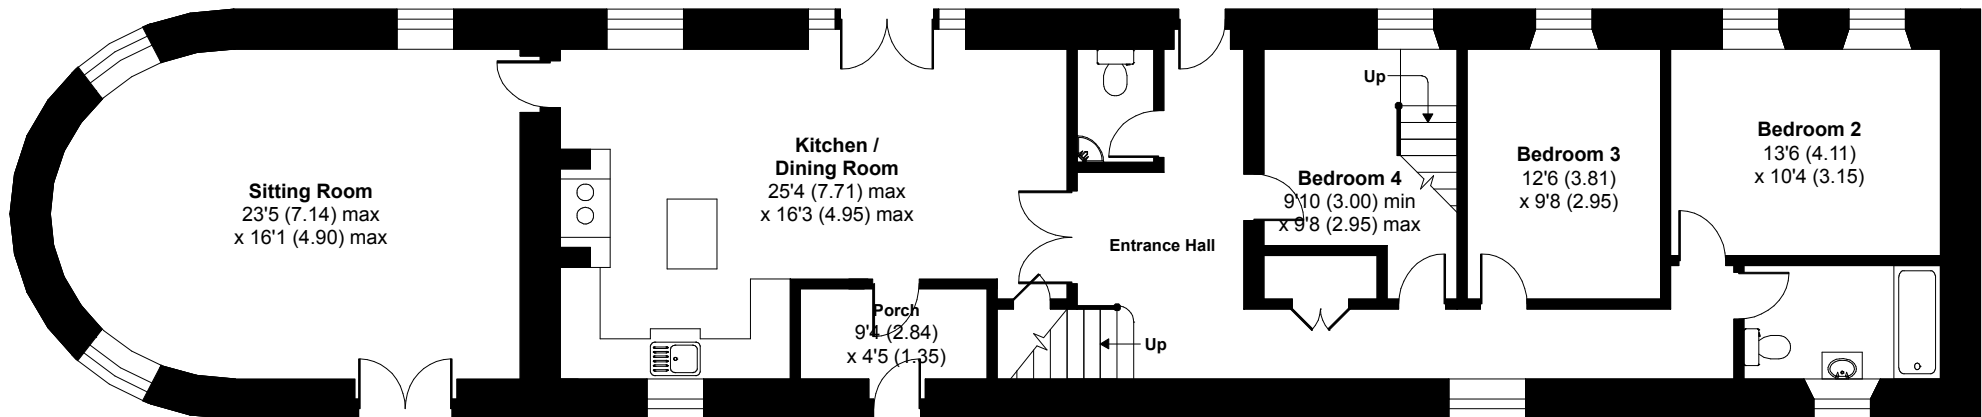 Sitting Room
23'5 (7.14) max
x 16'1 (4.90) max
Kitchen /
Dining Room
25'4 (7.71) max
x 16'3 (4.95) max
Porch
9'4 (2.84)
x 4'5 (1.35)
Up
Entrance Hall
Up
Bedroom 4
9'10 (3.00) min
x 9'8 (2.95) max
Bedroom 3
12'6 (3.81)
x 9'8 (2.95)
Bedroom 2
13'6 (4.11)
x 10'4 (3.15)